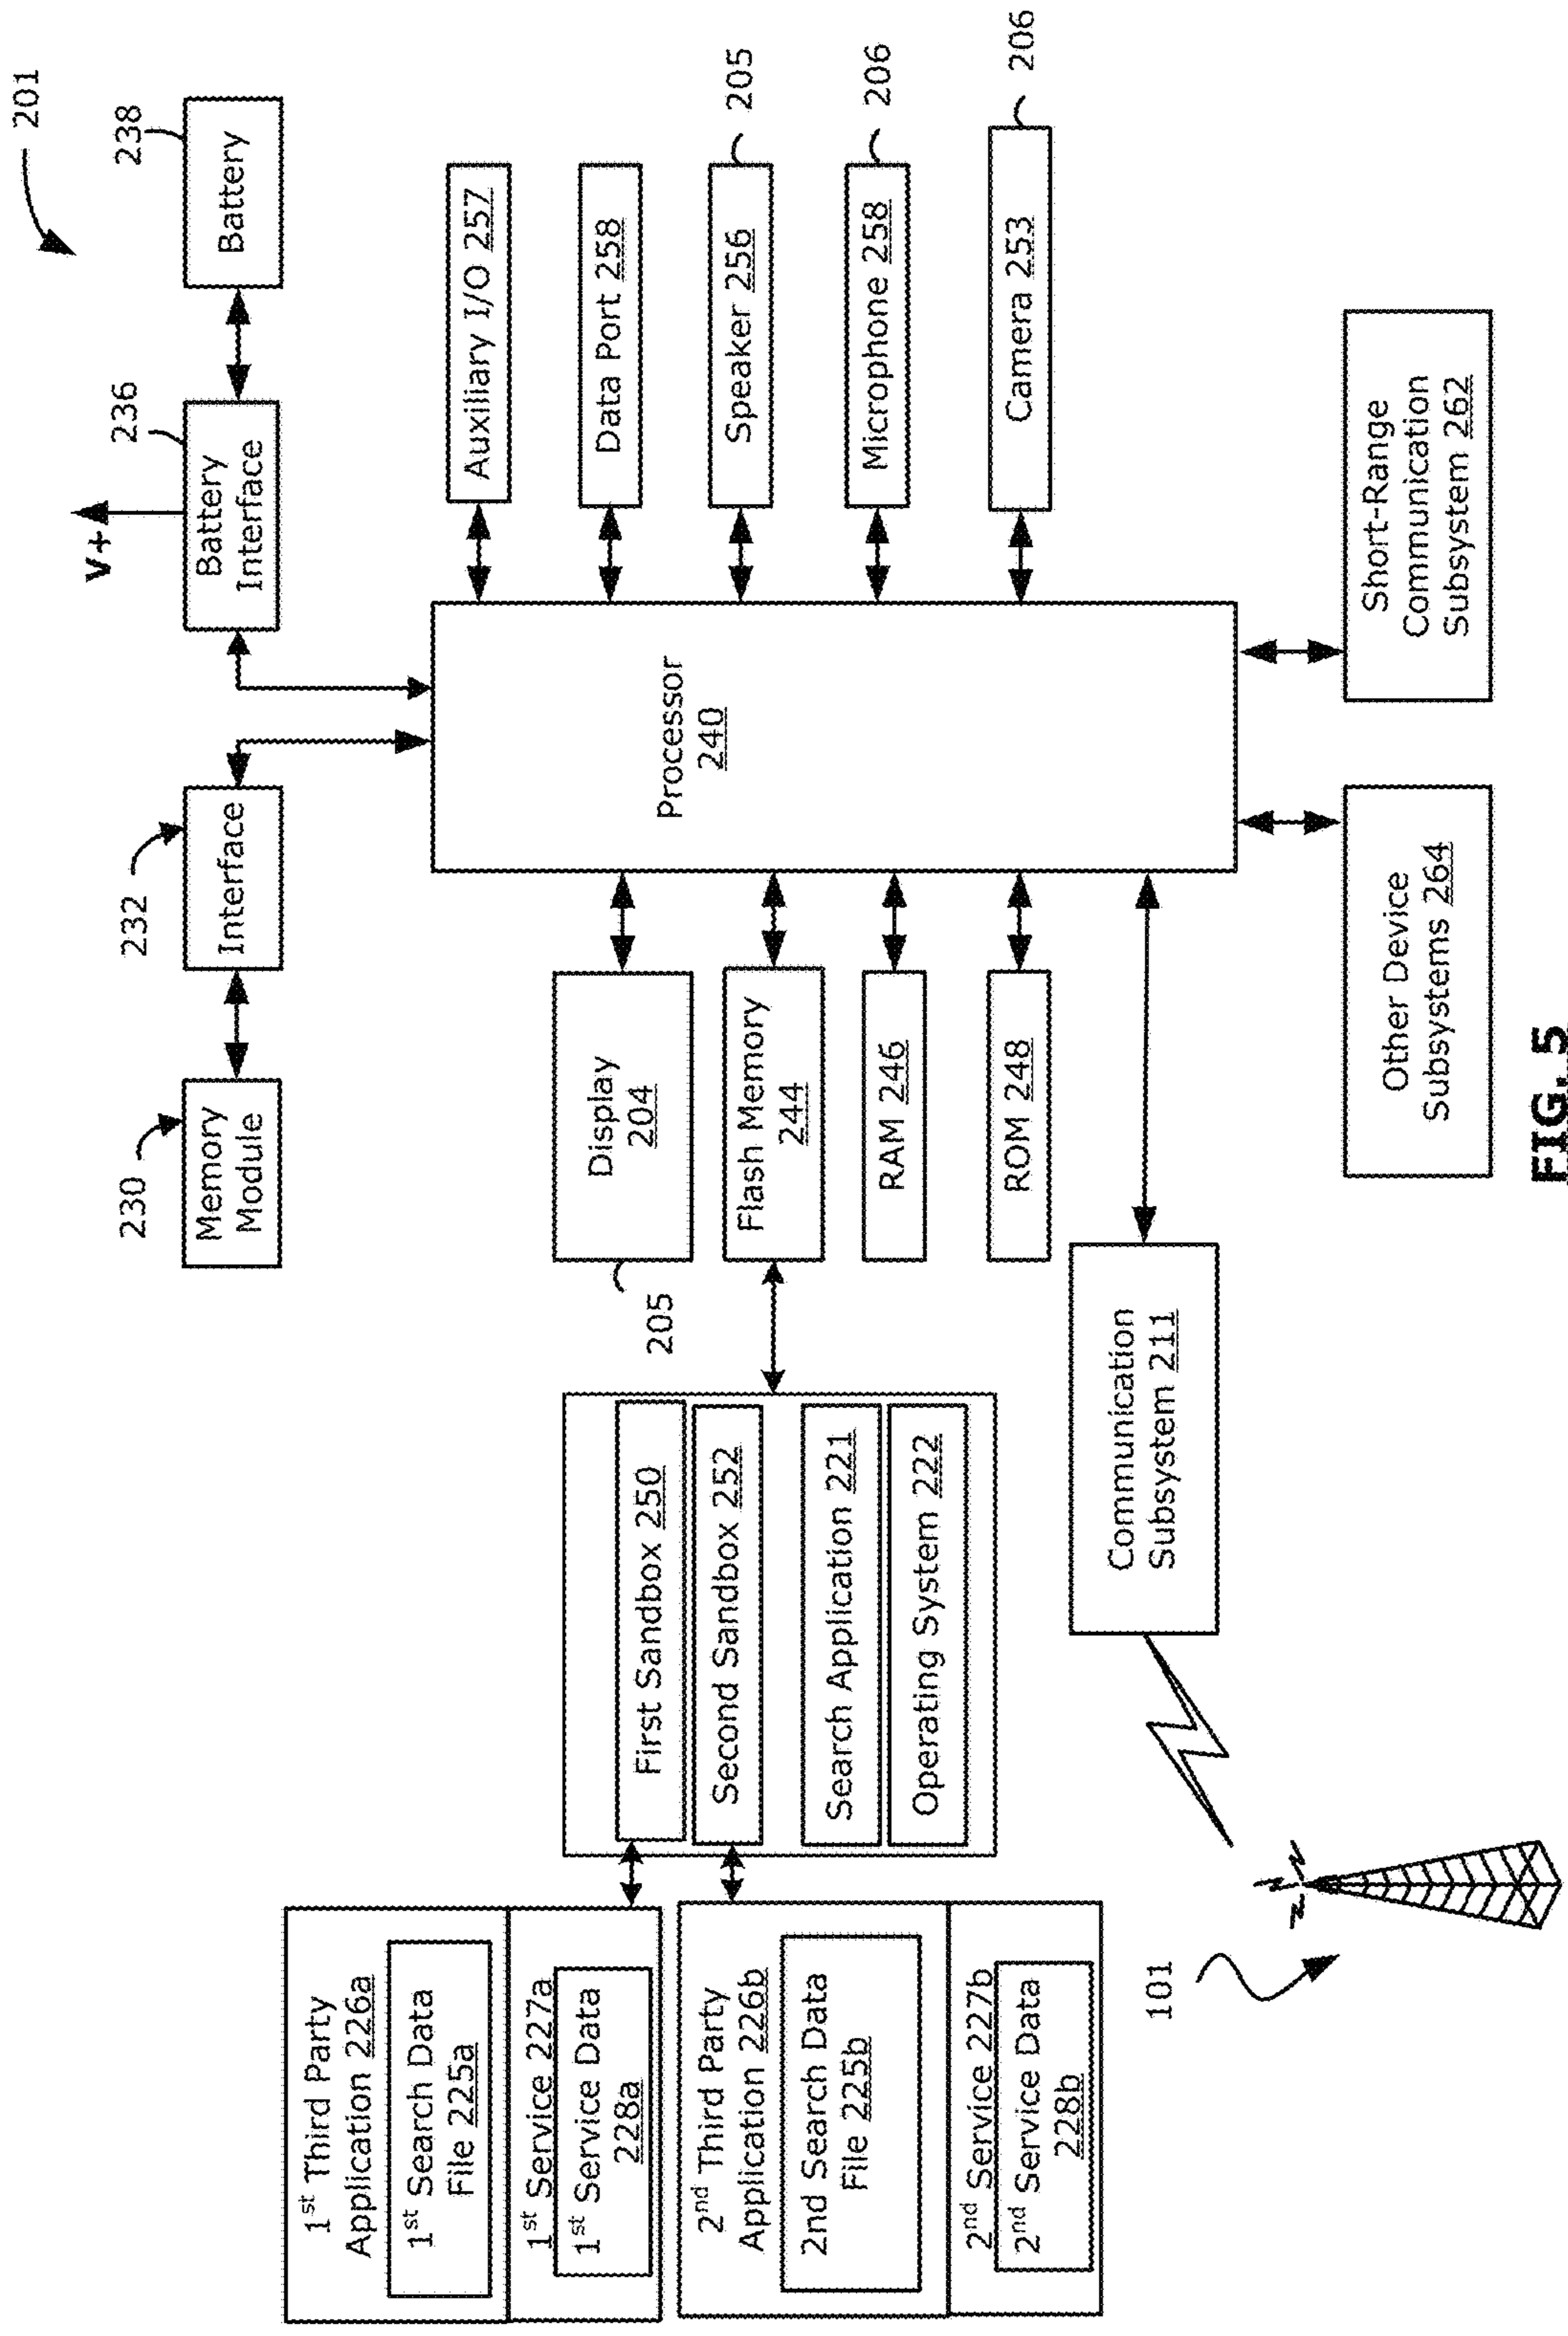 201
V+
230
232
236
238
Memory
Module
Interface
Battery
Interface
Battery
1st Third Party
Application 226a
1st Search Data
File 225a
1st Service 227a
1st Service Data
228a
2nd Third Party
Application 226b
2nd Search Data
File 225b
2nd Service 227b
2nd Service Data
228b
First Sandbox 250
Second Sandbox 252
Search Application 221
Operating System 222
205
Display
204
Flash Memory
244
RAM 246
ROM 248
Communication
Subsystem 211
101
Processor
240
Auxiliary I/O 257
Data Port 258
Speaker 256
205
Microphone 258
206
Camera 253
206
Other Device
Subsystems 264
Short-Range
Communication
Subsystem 262
FIG. 5